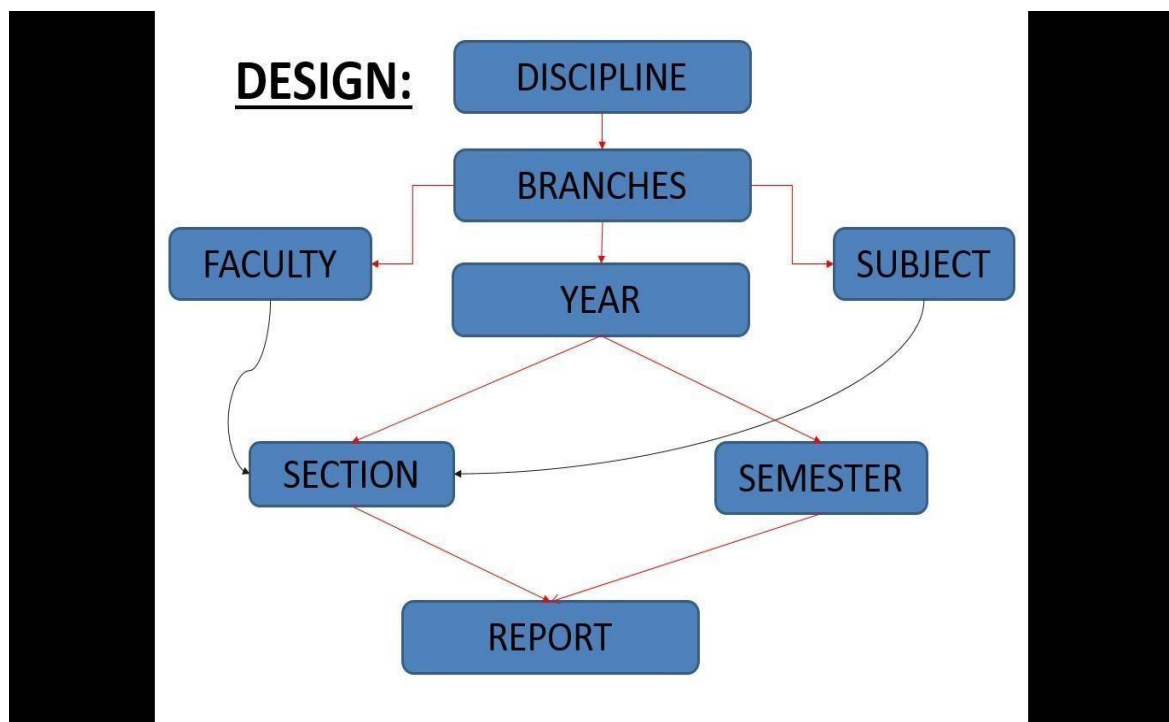 DESIGN:
DISCIPLINE
BRANCHES
FACULTY
YEAR
SUBJECT
SECTION
SEMESTER
REPORT